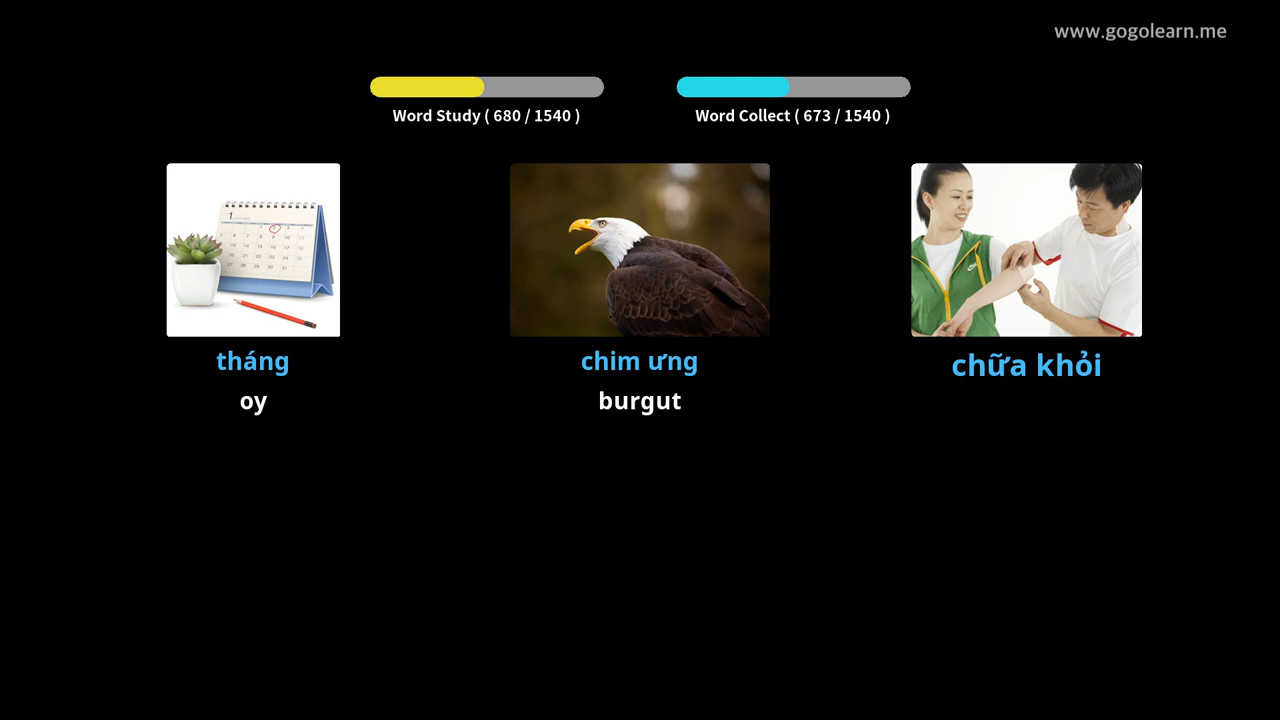 www.gogolearn.me
Word Study ( 680 / 1540 )
Word Collect ( 673 / 1540 )
tháng
oy
chim ưng
burgut
chữa khỏi